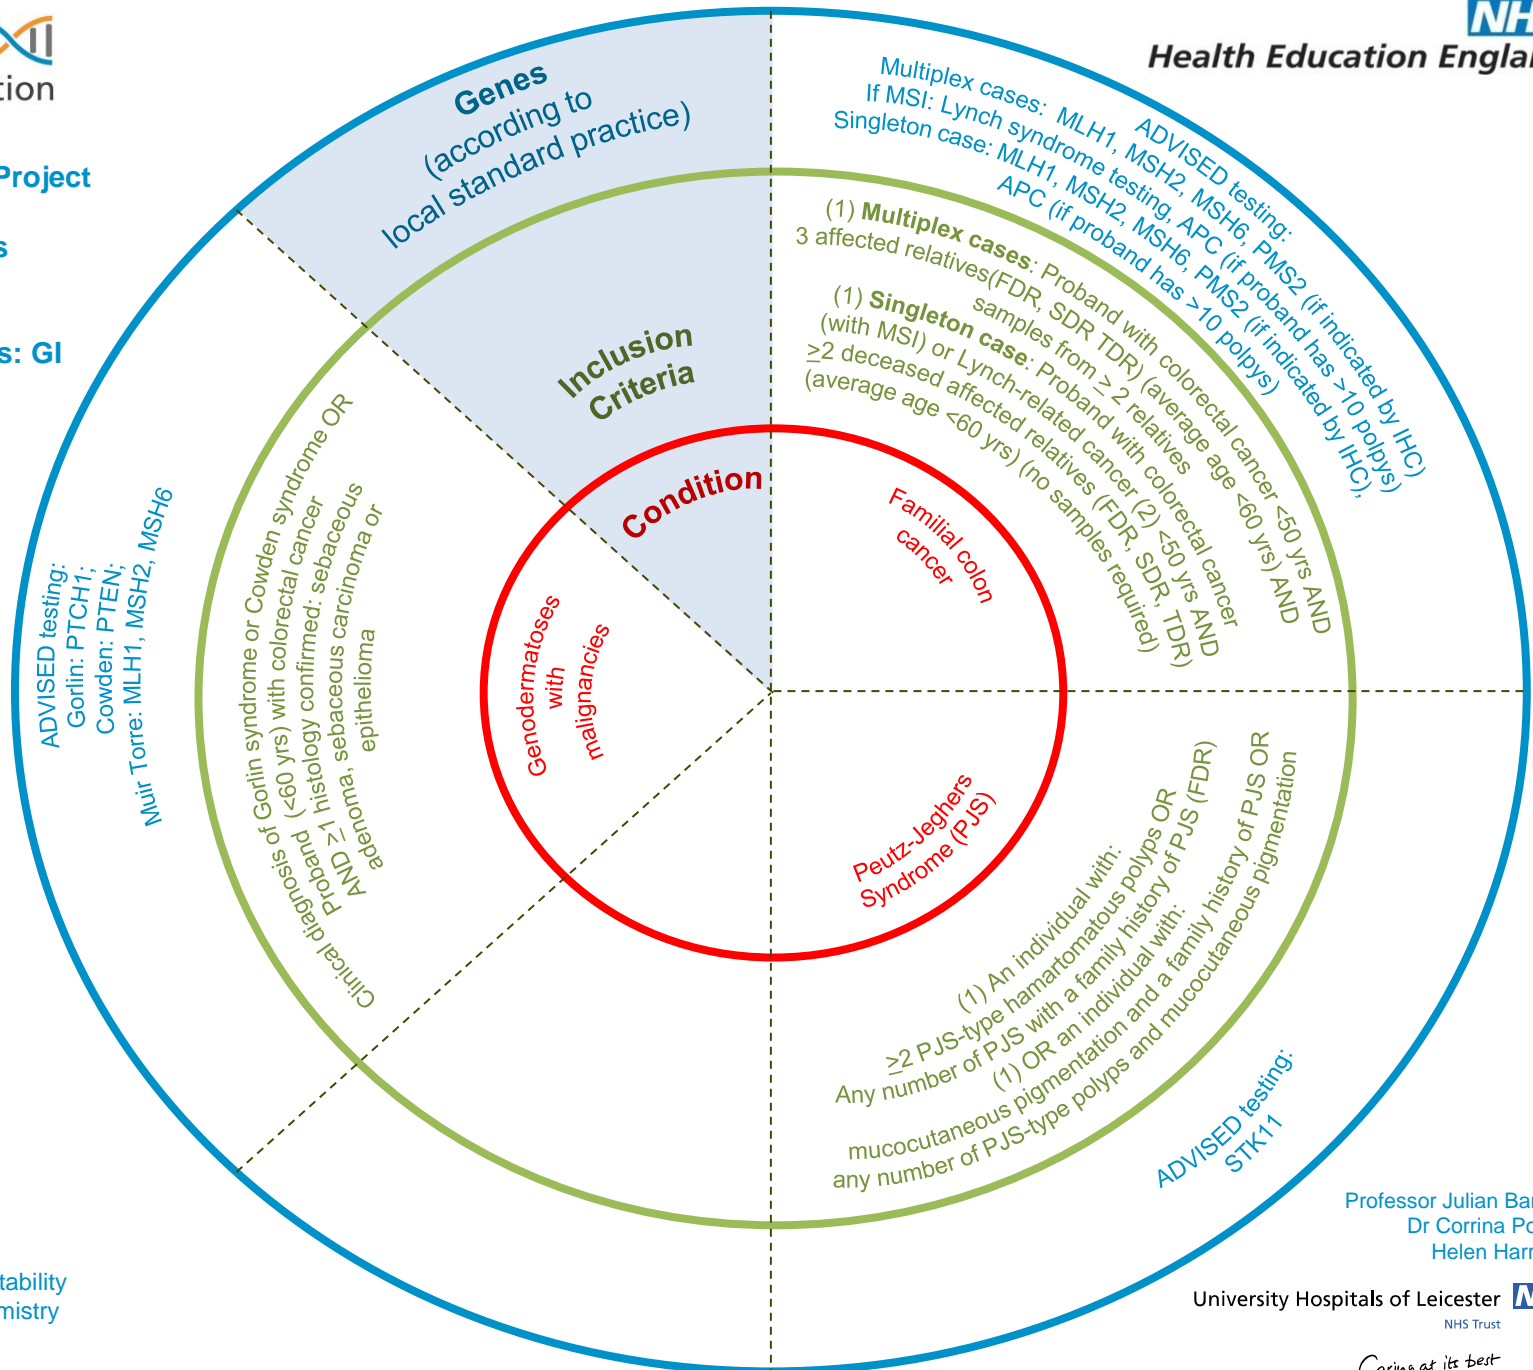 tion
NH
Health Education Englan
Project
s
s: GI
Genes
(according to
local standard practice)
Inclusion
Criteria
Condition
ADVISED testing:
Multiplex cases: MLH1, MSH2, MSH6, PMS2 (if indicated by IHC)
If MSI: Lynch syndrome testing, APC (if proband has >10 polpys)
Singleton case: MLH1, MSH2, MSH6, PMS2 (if indicated by IHC),
APC (if proband has >10 polpys)
(1) Multiplex cases: Proband with colorectal cancer <50 yrs AND
3 affected relatives(FDR, SDR TDR) (average age <60 yrs) AND
samples from ≥ 2 relatives
(1) Singleton case: Proband with colorectal cancer
(with MSI) or Lynch-related cancer (2) <50 yrs AND
≥2 deceased affected relatives (FDR, SDR, TDR)
(average age <60 yrs) (no samples required)
Familial colon
cancer
Peutz-Jeghers
Syndrome (PJS)
(1) An individual with:
≥2 PJS-type hamartomatous polyps OR
Any number of PJS with a family history of PJS (FDR)
(1) OR an individual with:
mucocutaneous pigmentation and a family history of PJS OR
any number of PJS-type polyps and mucocutaneous pigmentation
ADVISED testing:
STK11
Genodermatoses
with
malignancies
Clinical diagnosis of Gorlin syndrome or Cowden syndrome OR
Proband (<60 yrs) with colorectal cancer
AND ≥1 histology confirmed: sebaceous
adenoma, sebaceous carcinoma or
epithelioma
ADVISED testing:
Gorlin: PTCH1;
Cowden: PTEN;
Muir Torre: MLH1, MSH2, MSH6
tability
mistry
Professor Julian Bar
Dr Corrina Po
Helen Harr
University Hospitals of Leicester N
NHS Trust
Caring at its best